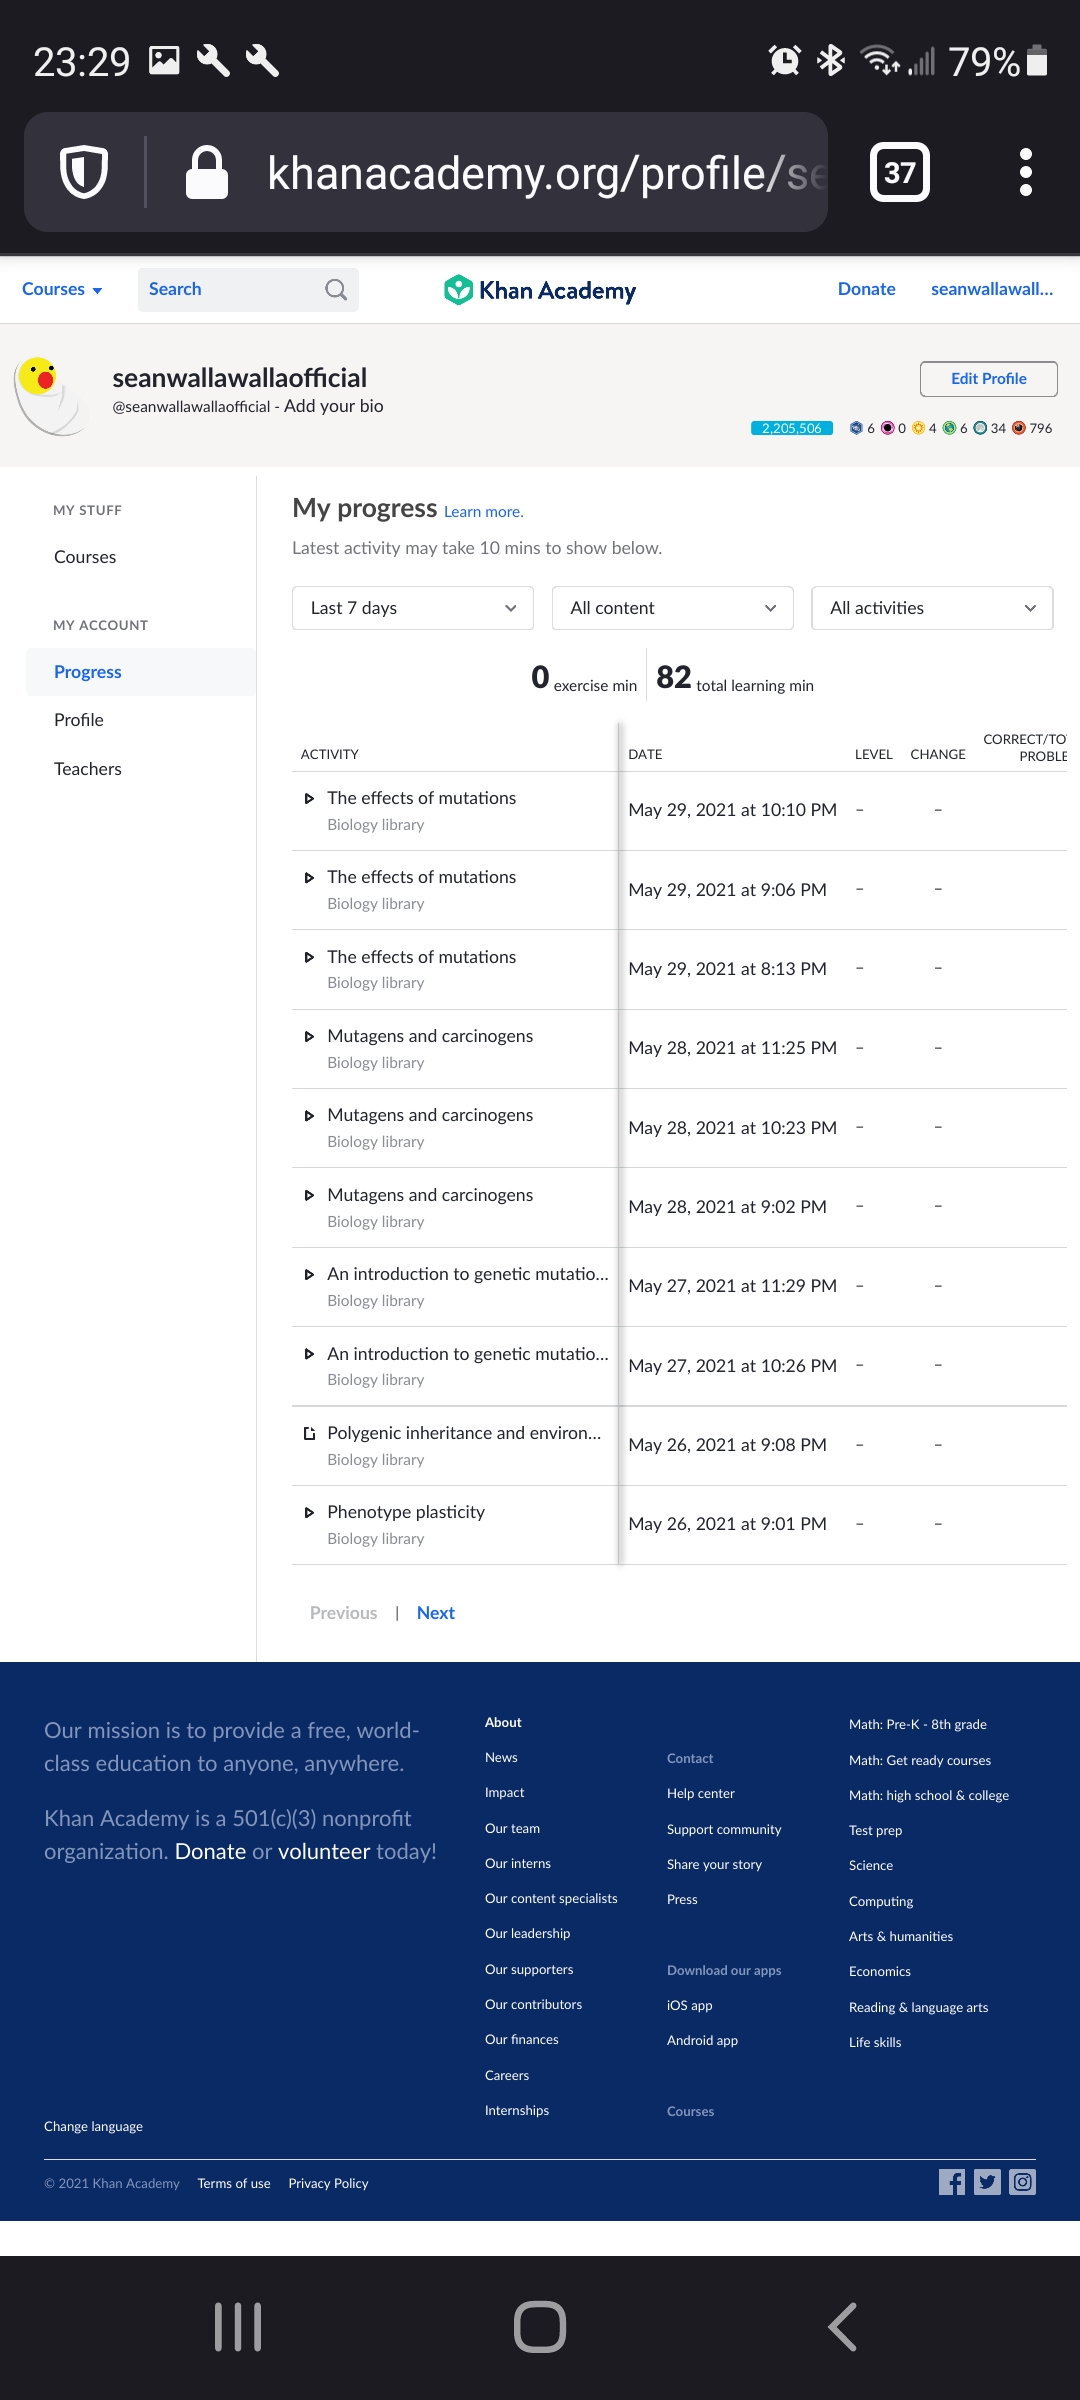 23:29
79%
khanacademy.org/profile/se
37
Courses
Search
Khan Academy
Donate
seanwallawall...
seanwallawallaofficial
@seanwallawallaofficial - Add your bio
Edit Profile
2,205,506
6 0 4 6 34 796
MY STUFF
Courses
MY ACCOUNT
Progress
Profile
Teachers
My progress Learn more.
Latest activity may take 10 mins to show below.
Last 7 days
All content
All activities
0 exercise min
82 total learning min
ACTIVITY DATE LEVEL CHANGE CORRECT/TO
PROBLE
The effects of mutations
Biology library
May 29, 2021 at 10:10 PM – –
The effects of mutations
Biology library
May 29, 2021 at 9:06 PM – –
The effects of mutations
Biology library
May 29, 2021 at 8:13 PM – –
Mutagens and carcinogens
Biology library
May 28, 2021 at 11:25 PM – –
Mutagens and carcinogens
Biology library
May 28, 2021 at 10:23 PM – –
Mutagens and carcinogens
Biology library
May 28, 2021 at 9:02 PM – –
An introduction to genetic mutatio...
Biology library
May 27, 2021 at 11:29 PM – –
An introduction to genetic mutatio...
Biology library
May 27, 2021 at 10:26 PM – –
Polygenic inheritance and environ...
Biology library
May 26, 2021 at 9:08 PM – –
Phenotype plasticity
Biology library
May 26, 2021 at 9:01 PM – –
Previous | Next
Our mission is to provide a free, world-
class education to anyone, anywhere.
Khan Academy is a 501(c)(3) nonprofit
organization. Donate or volunteer today!
About
News
Impact
Our team
Our interns
Our content specialists
Our leadership
Our supporters
Our contributors
Our finances
Careers
Internships
Contact
Help center
Support community
Share your story
Press
Download our apps
iOS app
Android app
Courses
Math: Pre-K - 8th grade
Math: Get ready courses
Math: high school & college
Test prep
Science
Computing
Arts & humanities
Economics
Reading & language arts
Life skills
Change language
© 2021 Khan Academy Terms of use Privacy Policy